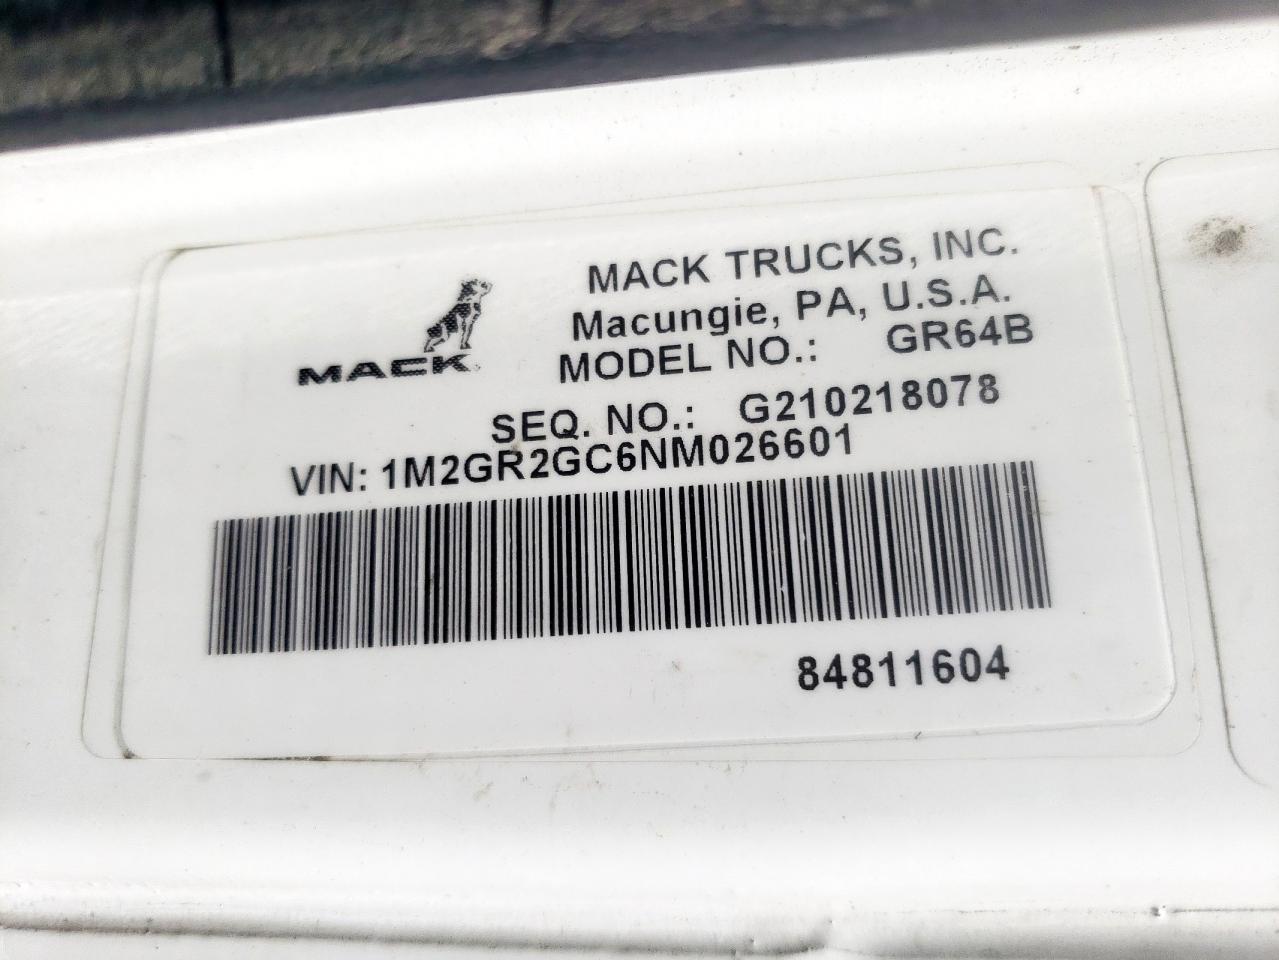 MACK
MACK TRUCKS, INC.
Macungie, PA, U.S.A.
MODEL NO.: GR64B
SEQ. NO.: G210218078
VIN: 1M2GR2GC6NM026601
84811604